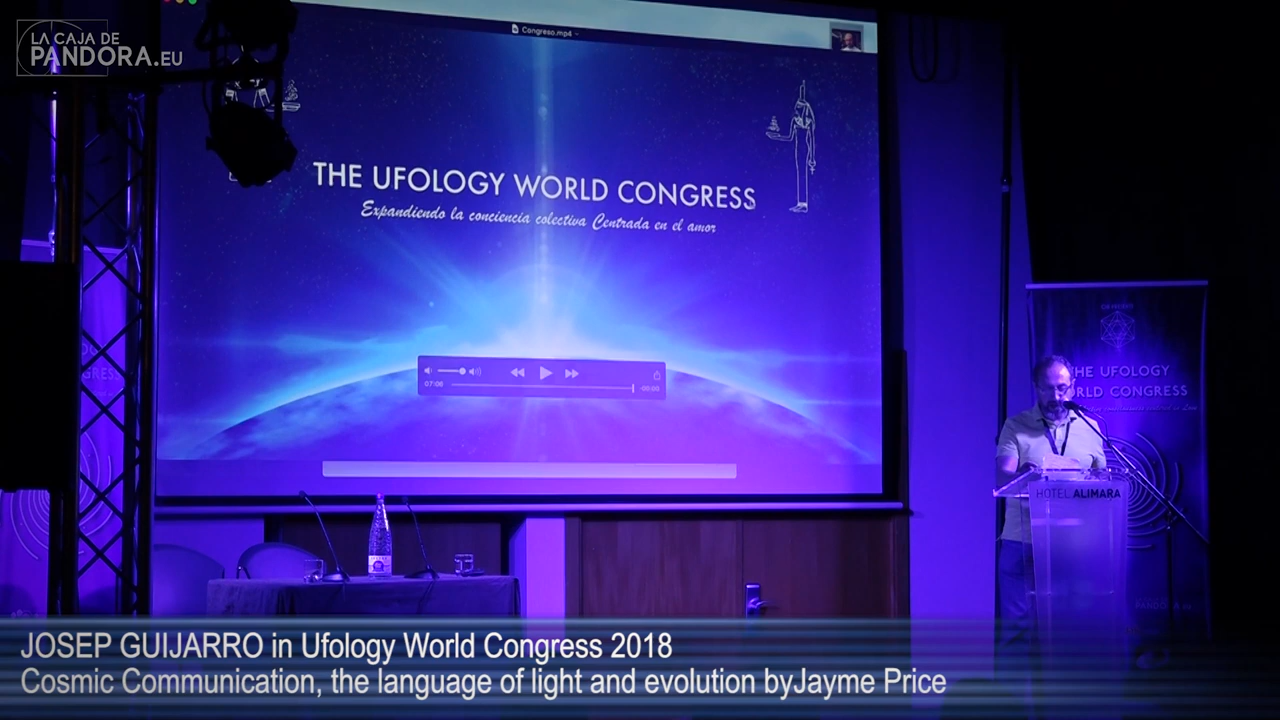 LA CAJA DE
PANDORA.EU
Congreso.mp4
THE UFOLOGY WORLD CONGRESS
Expandiendo la conciencia colectiva Centrada en el amor
07:06
-00:00
THE UFOLOGY
WORLD CONGRESS
HOTEL ALIMARA
JOSEP GUIJARRO in Ufology World Congress 2018
Cosmic Communication, the language of light and evolution byJayme Price